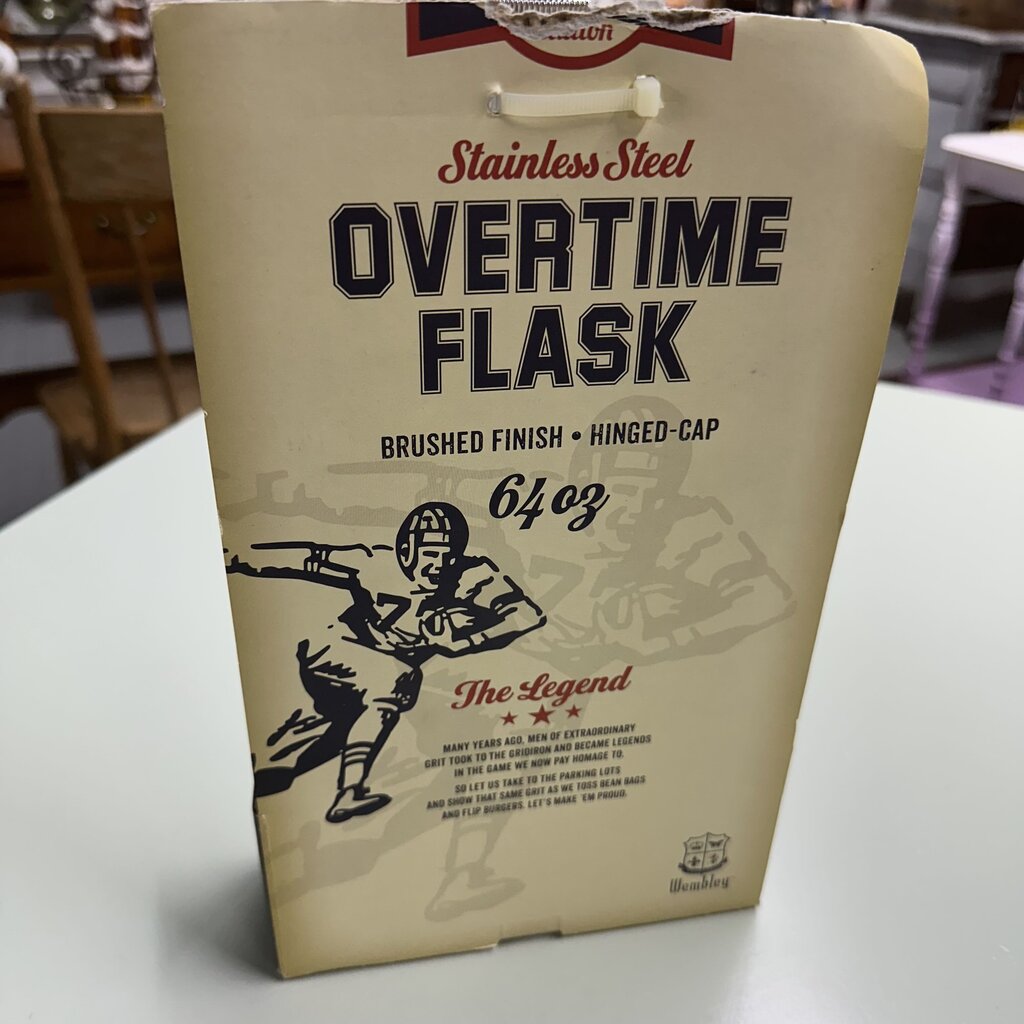 Stainless Steel
OVERTIME
FLASK
BRUSHED FINISH • HINGED-CAP
64 oz
7
The Legend
MANY YEARS AGO, MEN OF EXTRAORDINARY
GRIT TOOK TO THE GRIDIRON AND BECAME LEGENDS
IN THE GAME WE NOW PAY HOMAGE TO.
SO LET US TAKE TO THE PARKING LOTS
AND SHOW THAT SAME GRIT AS WE TOSS BEAN BAGS
AND FLIP BURGERS. LET'S MAKE 'EM PROUD.
Wembley